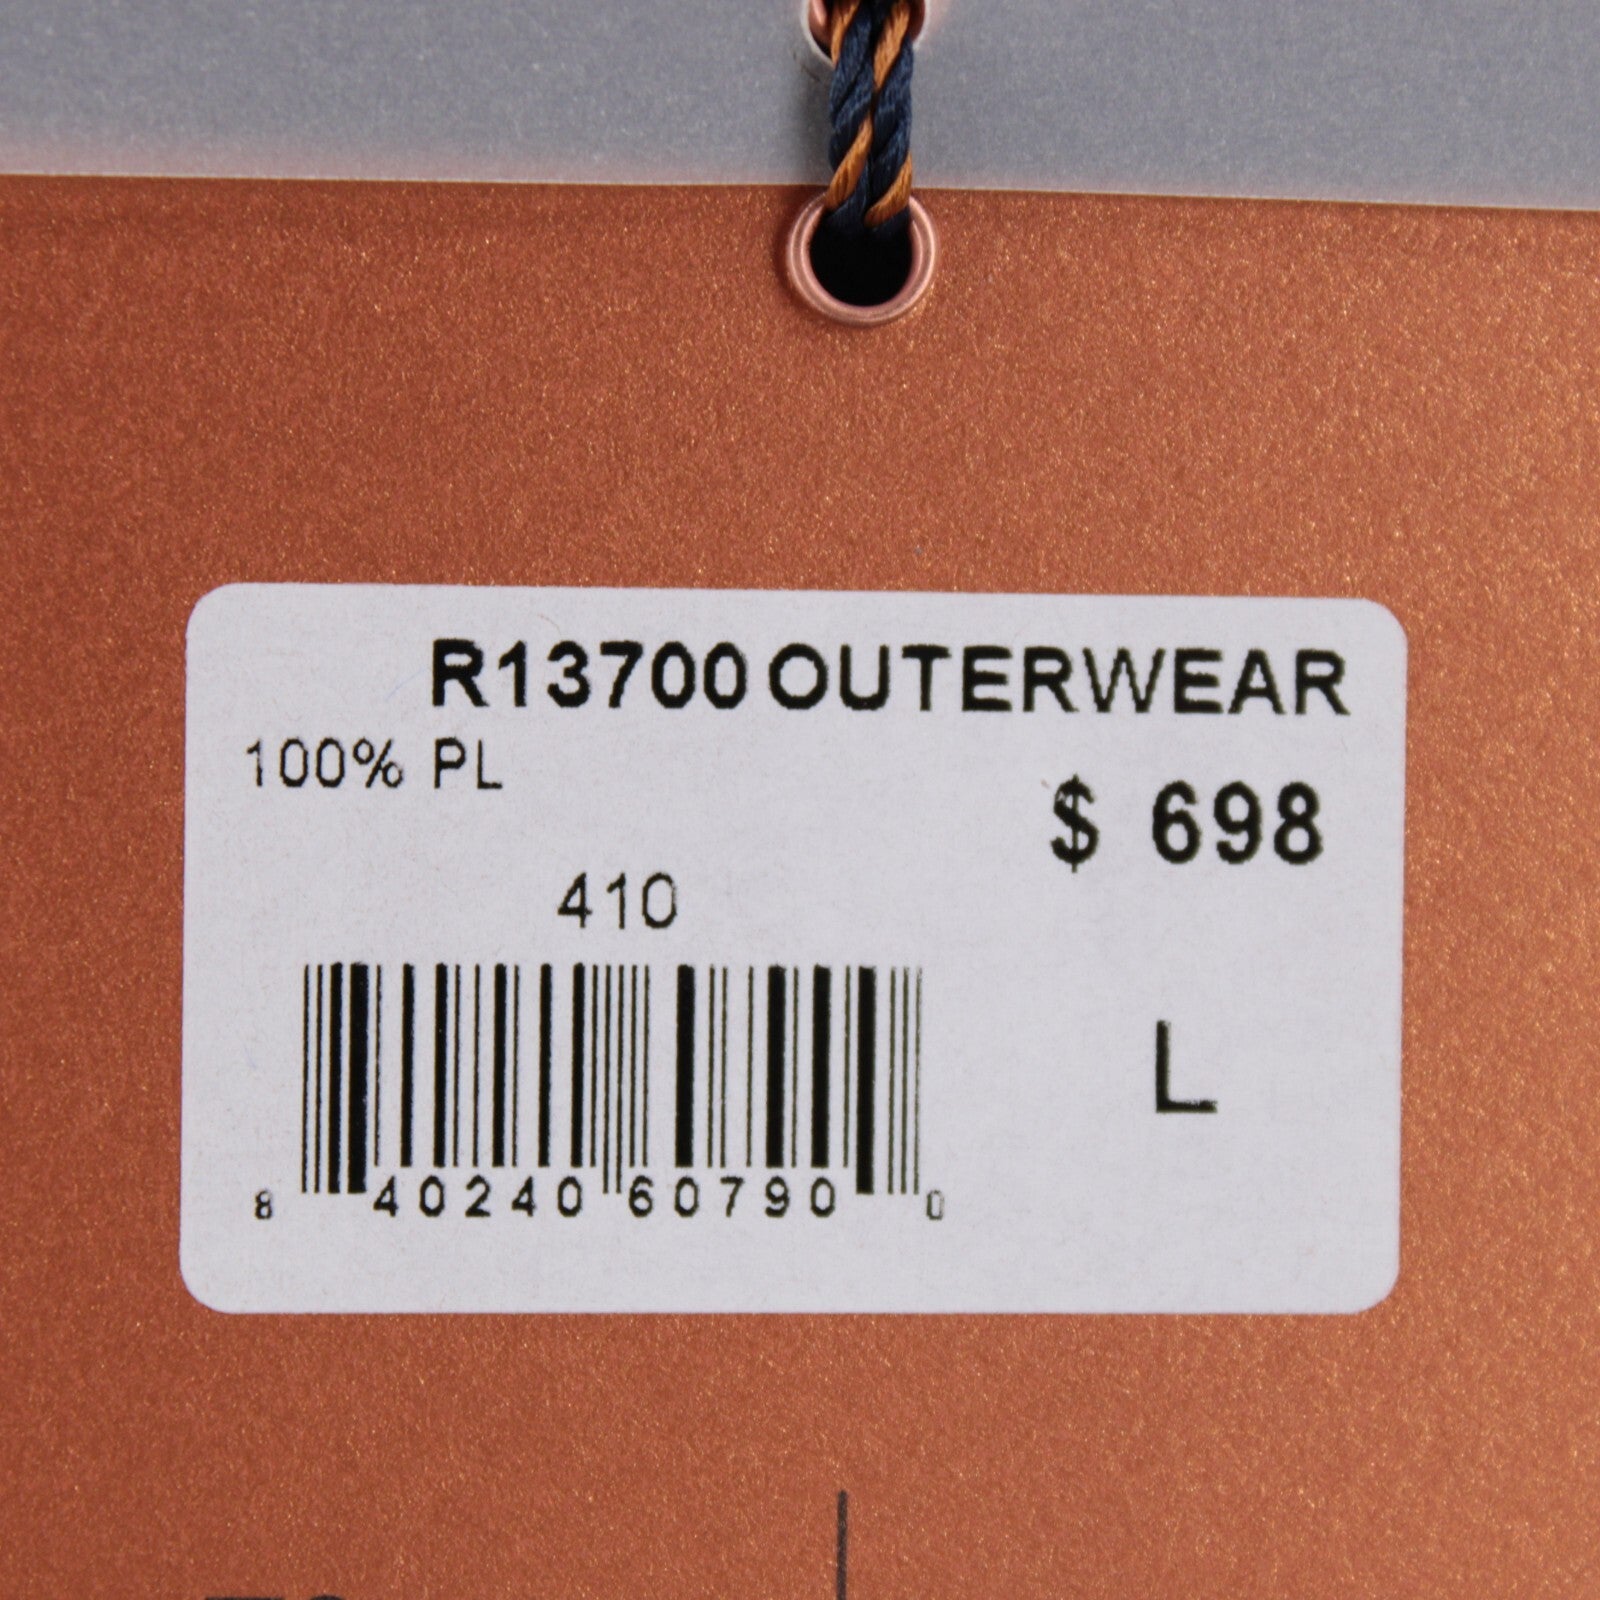 R13700 OUTERWEAR
100% PL
$ 698
410
L
8 40240 60790 0